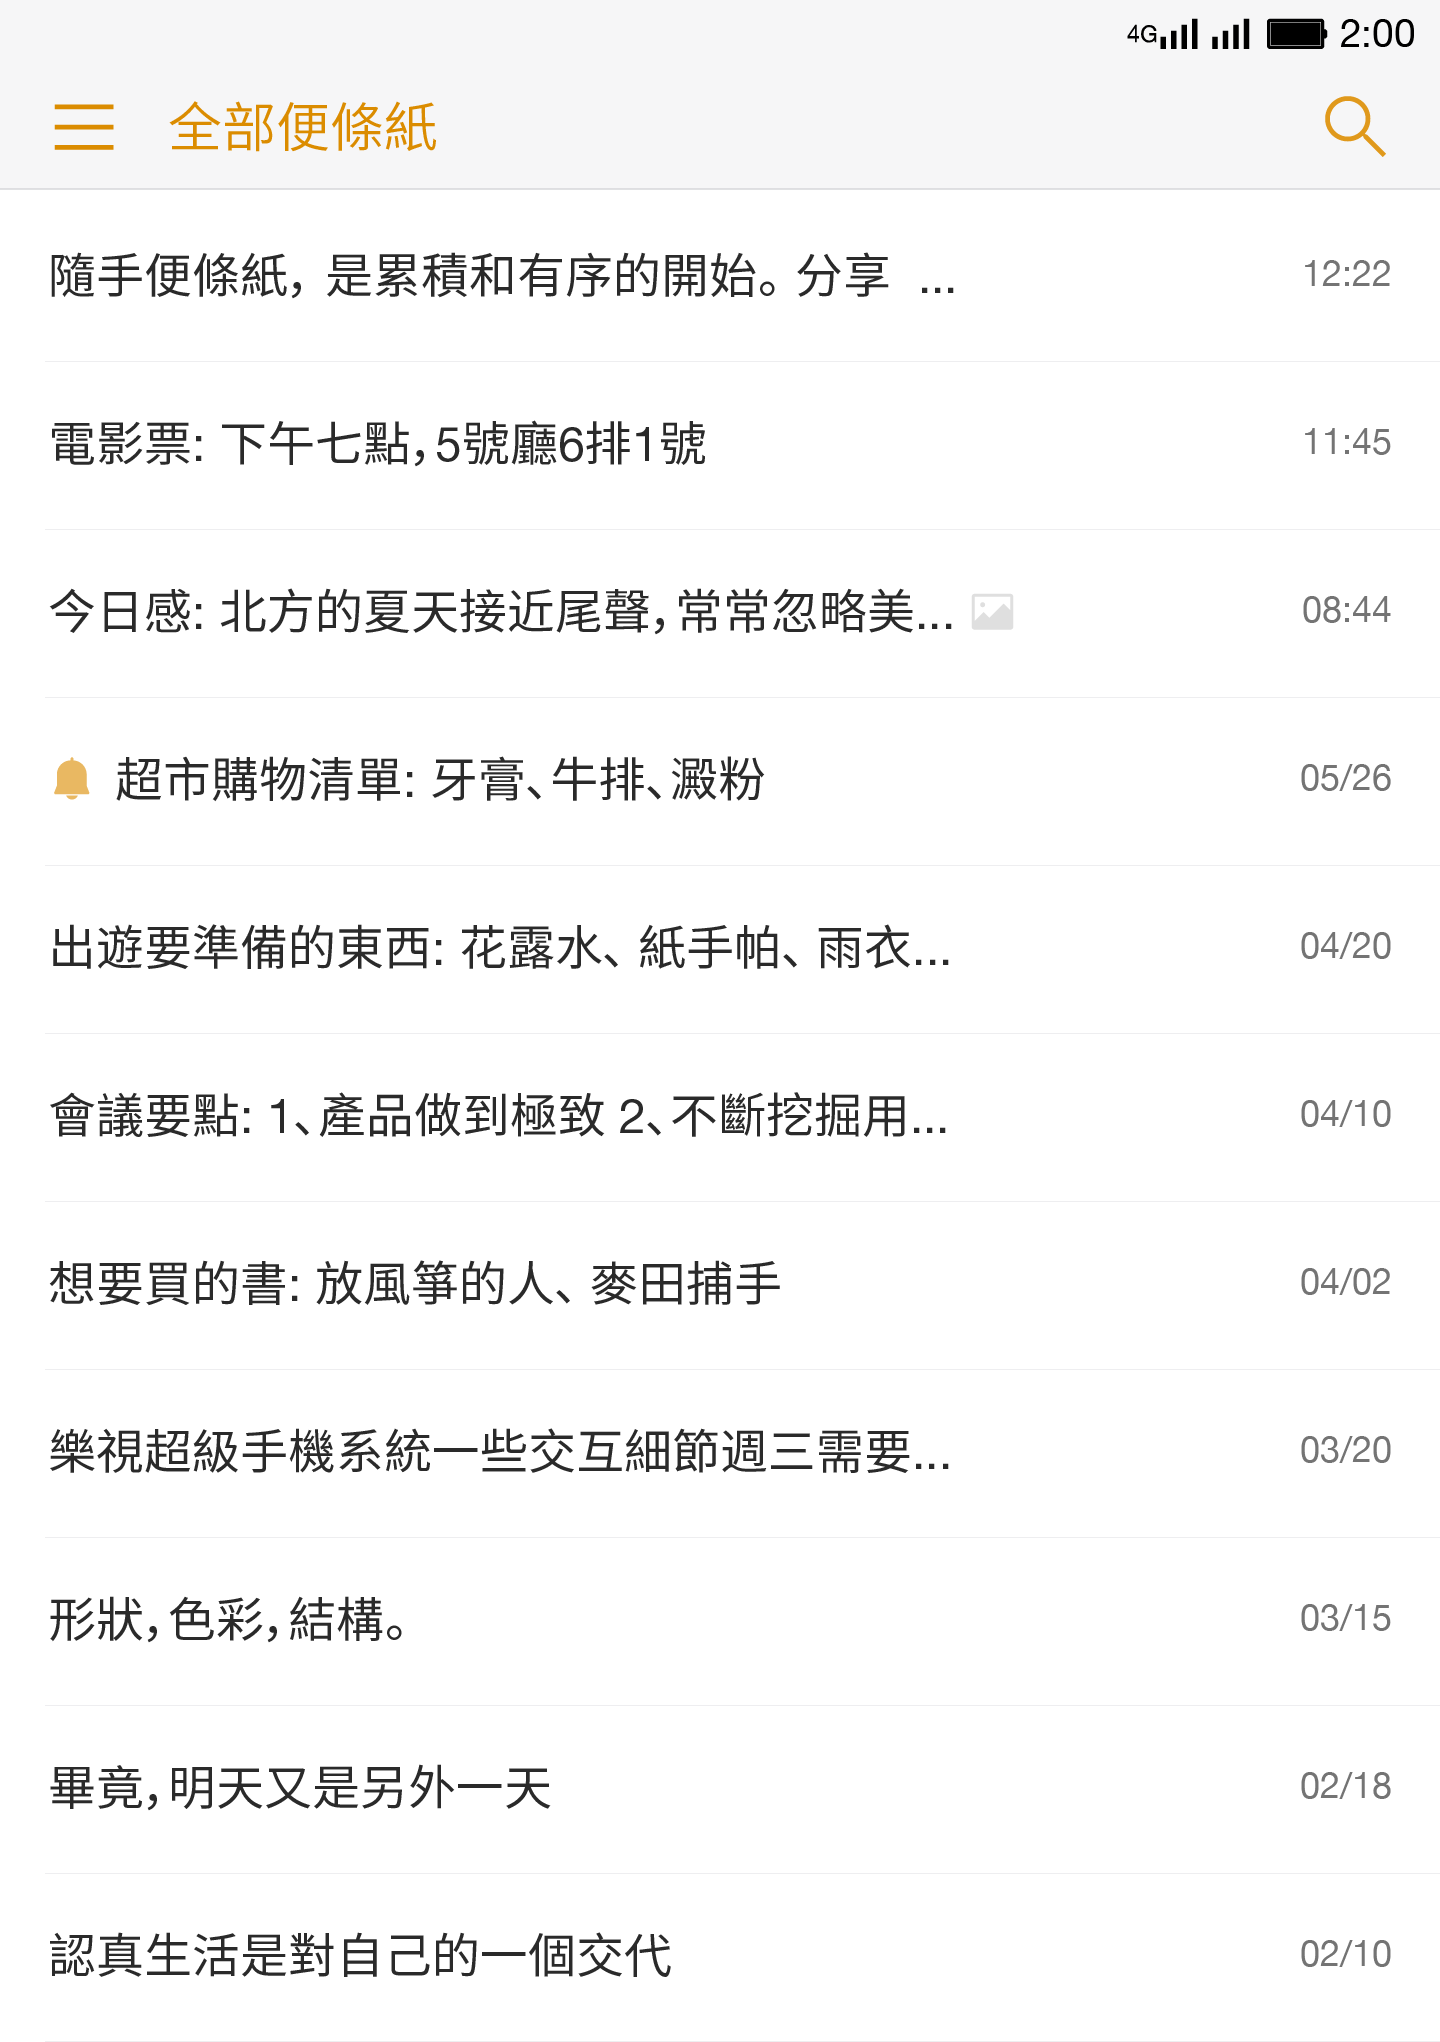 4G 2:00
全部便條紙
隨手便條紙，是累積和有序的開始。分享 ... 12:22
電影票: 下午七點，5號廳6排1號 11:45
今日感: 北方的夏天接近尾聲，常常忽略美... 08:44
超市購物清單: 牙膏、牛排、澱粉 05/26
出遊要準備的東西: 花露水、紙手帕、雨衣... 04/20
會議要點: 1、產品做到極致 2、不斷挖掘用... 04/10
想要買的書: 放風箏的人、麥田捕手 04/02
樂視超級手機系統一些交互細節週三需要... 03/20
形狀，色彩，結構。 03/15
畢竟，明天又是另外一天 02/18
認真生活是對自己的一個交代 02/10